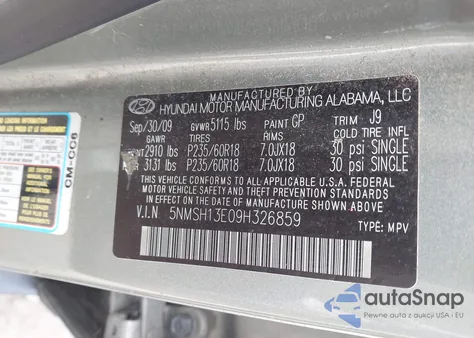 MANUFACTURED BY
HYUNDAI MOTOR MANUFACTURING ALABAMA, LLC
Sep/30/09 GVWR 5115 lbs PAINT GP TRIM J9
GAWR TIRES RIMS COLD TIRE INFL
2910 lbs P235/60R18 7.0JX18 30 psi SINGLE
3131 lbs P235/60R18 7.0JX18 30 psi SINGLE
THIS VEHICLE CONFORMS TO ALL APPLICABLE U.S.A. FEDERAL MOTOR
VEHICLE SAFETY AND THEFT PREVENTION STANDARDS
IN EFFECT ON THE DATE OF MANUFACTURE SHOWN ABOVE.
V.I.N 5NMSH13E09H326859
TYPE: MPV
CM-CC6
autoSnap
Pewne auta z aukcji USA i EU